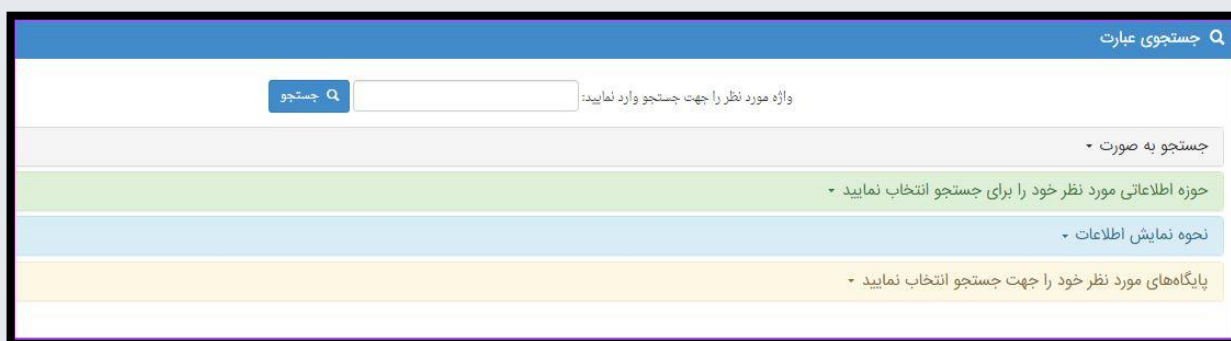 جستجوی عبارت
واژه مورد نظر را جهت جستجو وارد نمایید: جستجو
جستجو به صورت
حوزه اطلاعاتی مورد نظر خود را برای جستجو انتخاب نمایید
نحوه نمایش اطلاعات
پایگاه‌های مورد نظر خود را جهت جستجو انتخاب نمایید